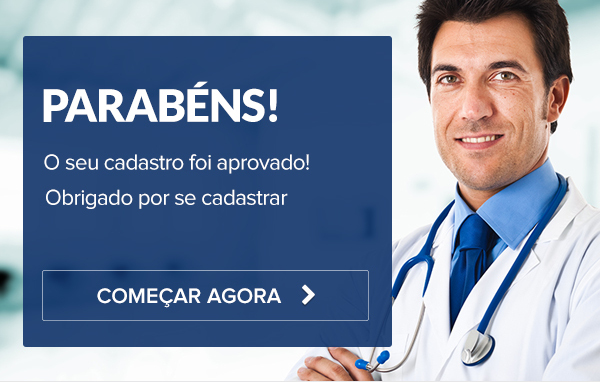 PARABÉNS!
O seu cadastro foi aprovado!
Obrigado por se cadastrar
COMEÇAR AGORA